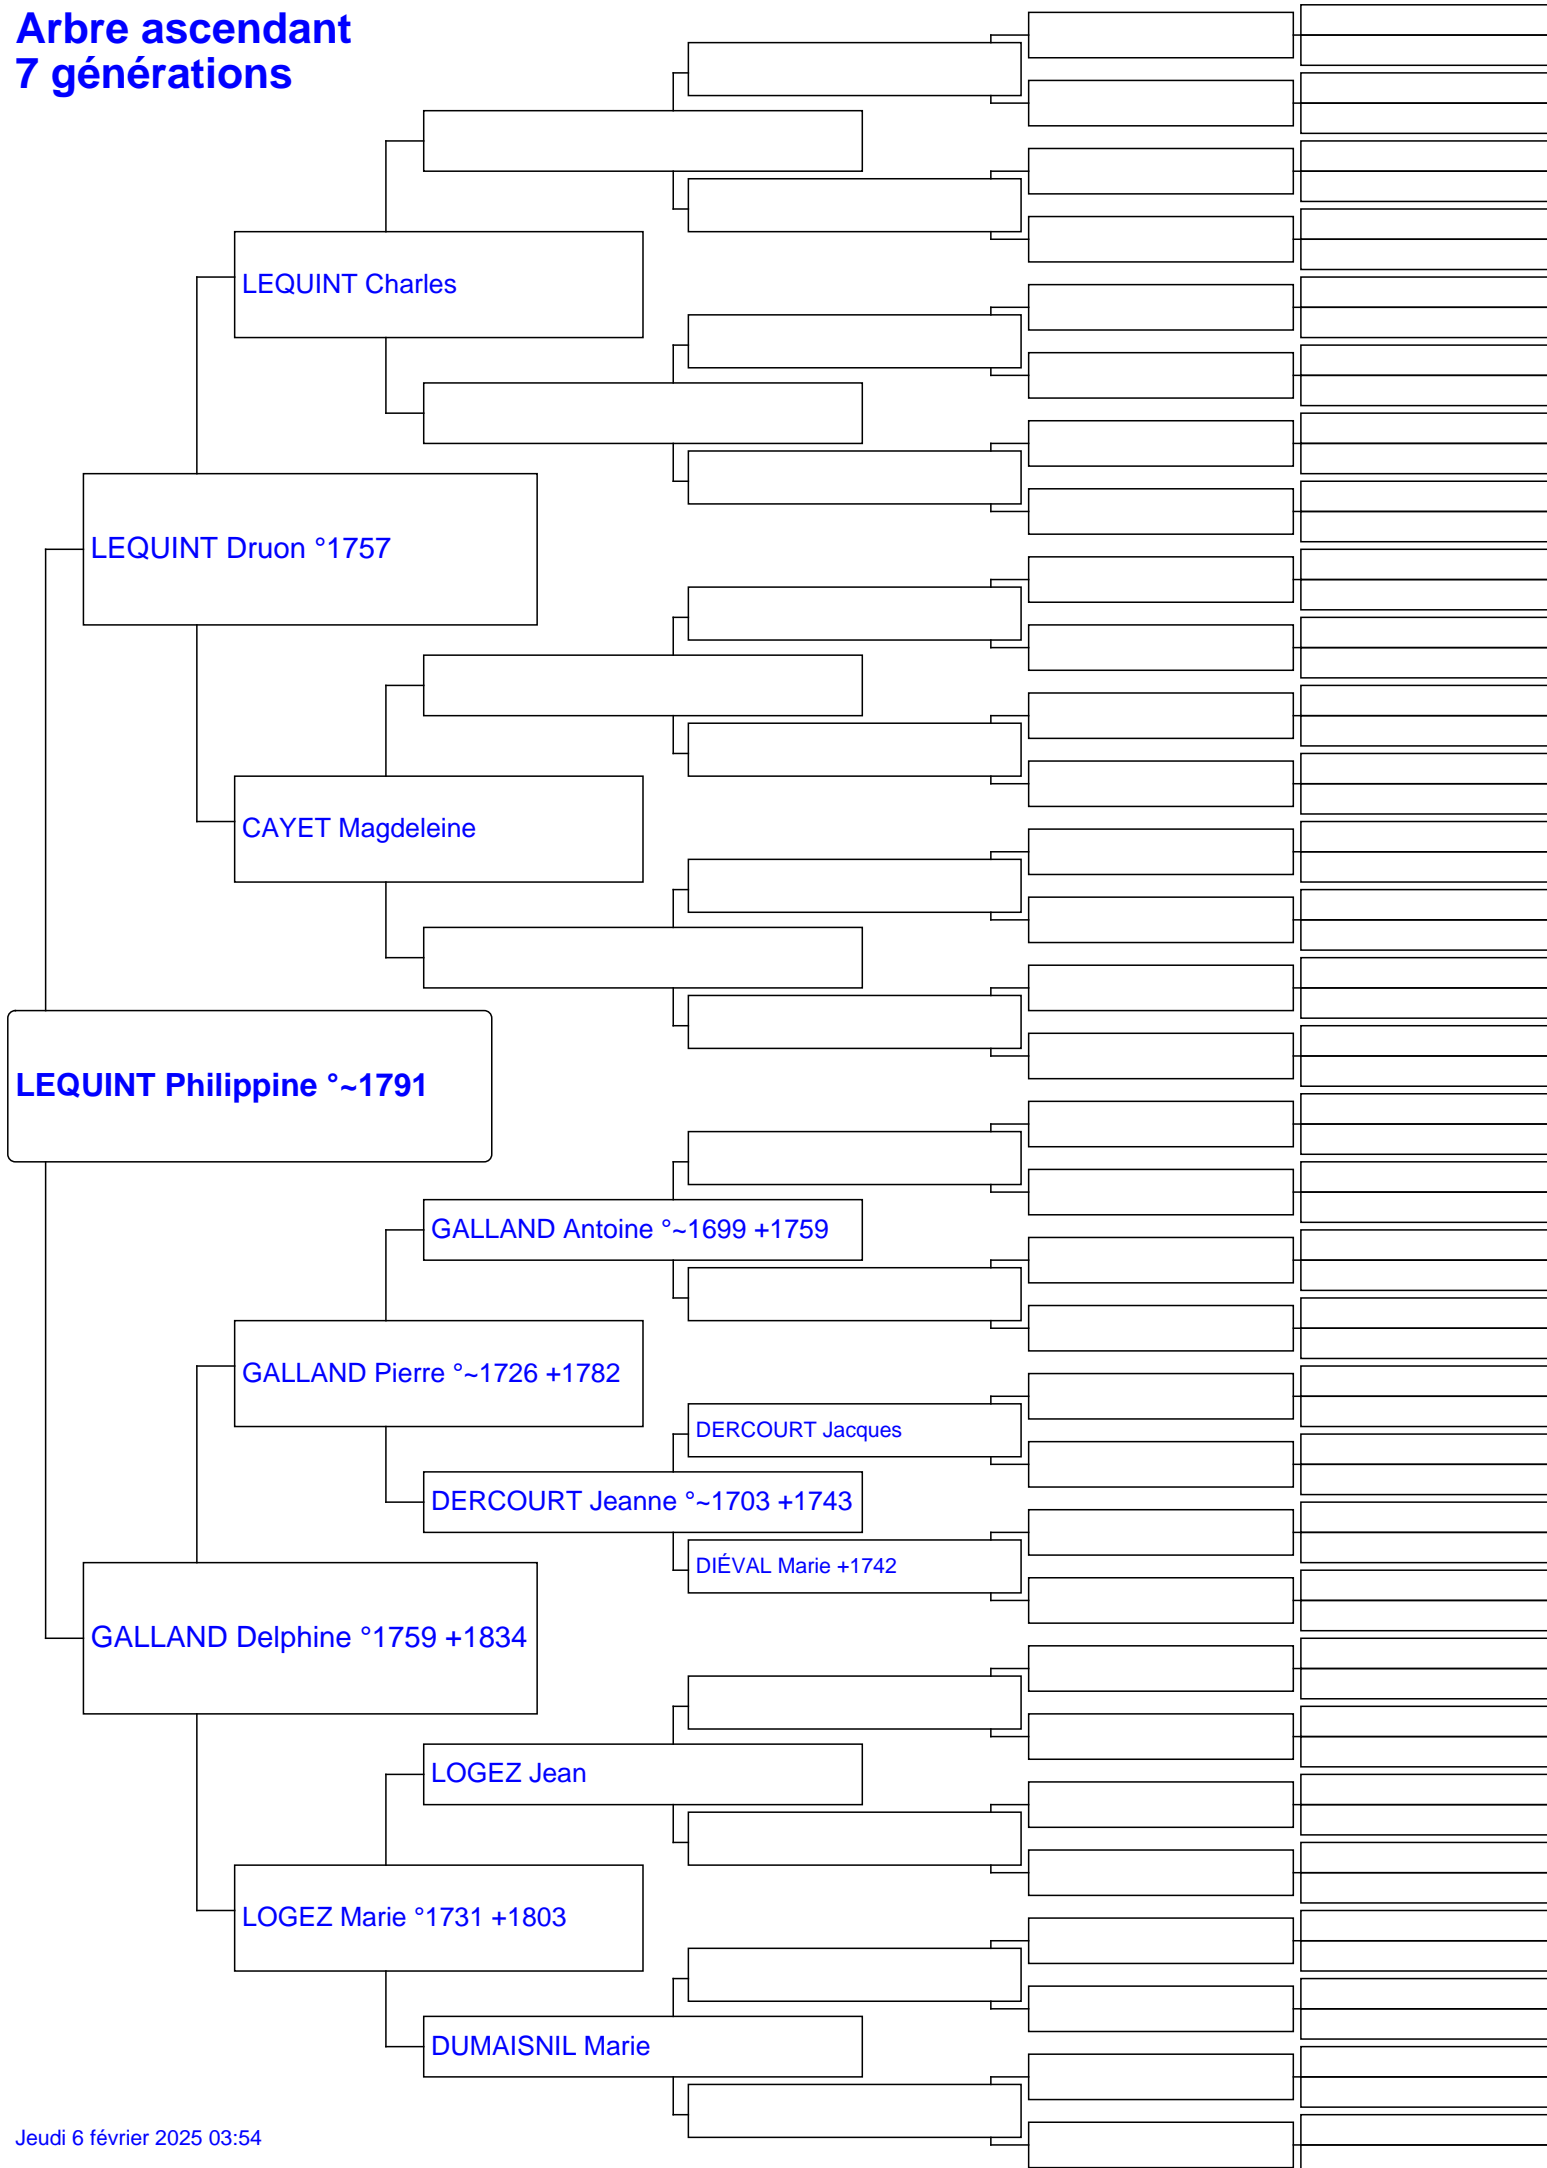 Arbre ascendant
7 générations
LEQUINT Charles
LEQUINT Druon °1757
CAYET Magdeleine
LEQUINT Philippine °~1791
GALLAND Antoine °~1699 +1759
GALLAND Pierre °~1726 +1782
DERCOURT Jacques
DERCOURT Jeanne °~1703 +1743
DIÉVAL Marie +1742
GALLAND Delphine °1759 +1834
LOGEZ Jean
LOGEZ Marie °1731 +1803
DUMAISNIL Marie
Jeudi 6 février 2025 03:54